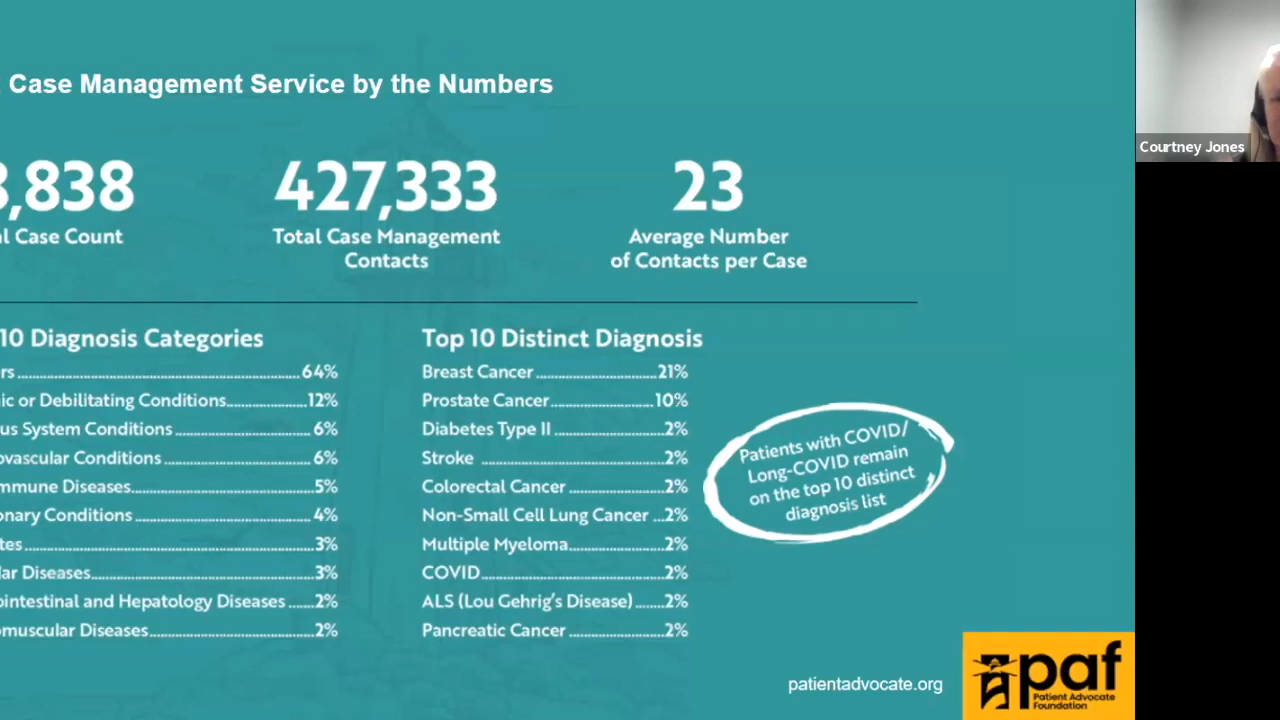 Case Management Service by the Numbers
Courtney Jones
,838
427,333
23
Case Count
Total Case Management
Contacts
Average Number
of Contacts per Case
10 Diagnosis Categories
rs 64%
ic or Debilitating Conditions 12%
us System Conditions 6%
ovascular Conditions 6%
mmune Diseases 5%
onary Conditions 4%
tes 3%
ar Diseases 3%
ointestinal and Hepatology Diseases 2%
omuscular Diseases 2%
Top 10 Distinct Diagnosis
Breast Cancer 21%
Prostate Cancer 10%
Diabetes Type II 2%
Stroke 2%
Colorectal Cancer 2%
Non-Small Cell Lung Cancer 2%
Multiple Myeloma 2%
COVID 2%
ALS (Lou Gehrig's Disease) 2%
Pancreatic Cancer 2%
Patients with COVID/
Long-COVID remain
on the top 10 distinct
diagnosis list
patientadvocate.org
paf
Patient Advocate
Foundation